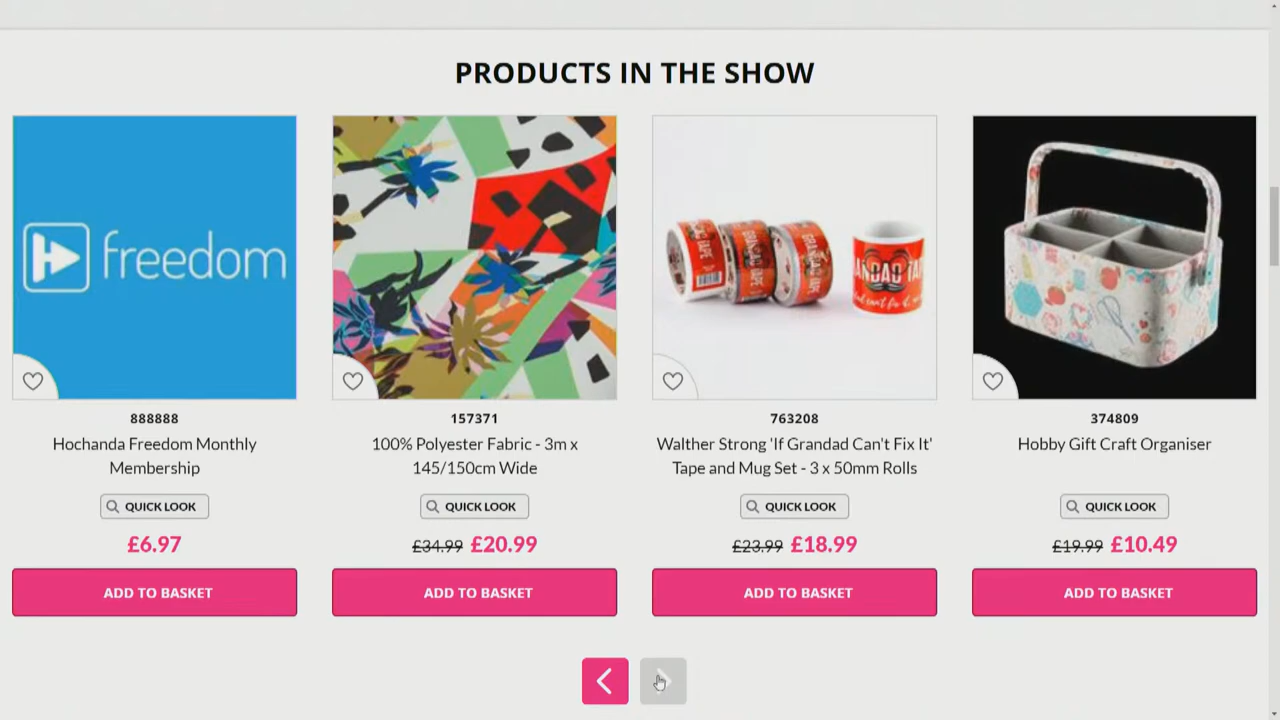 PRODUCTS IN THE SHOW
freedom
GRANDAD TAPE
888888
157371
763208
374809
Hochanda Freedom Monthly
Membership
100% Polyester Fabric - 3m x
145/150cm Wide
Walther Strong 'If Grandad Can't Fix It'
Tape and Mug Set - 3 x 50mm Rolls
Hobby Gift Craft Organiser
QUICK LOOK
QUICK LOOK
QUICK LOOK
QUICK LOOK
£6.97
£34.99 £20.99
£23.99 £18.99
£19.99 £10.49
ADD TO BASKET
ADD TO BASKET
ADD TO BASKET
ADD TO BASKET